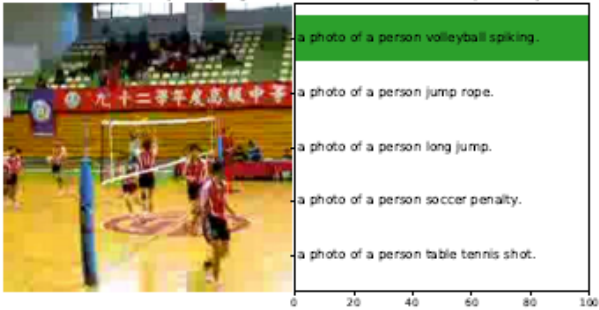 九十二學年度高級中等
a photo of a person volleyball spiking.
a photo of a person jump rope.
a photo of a person long jump.
a photo of a person soccer penalty.
a photo of a person table tennis shot.
0 20 40 60 80 100